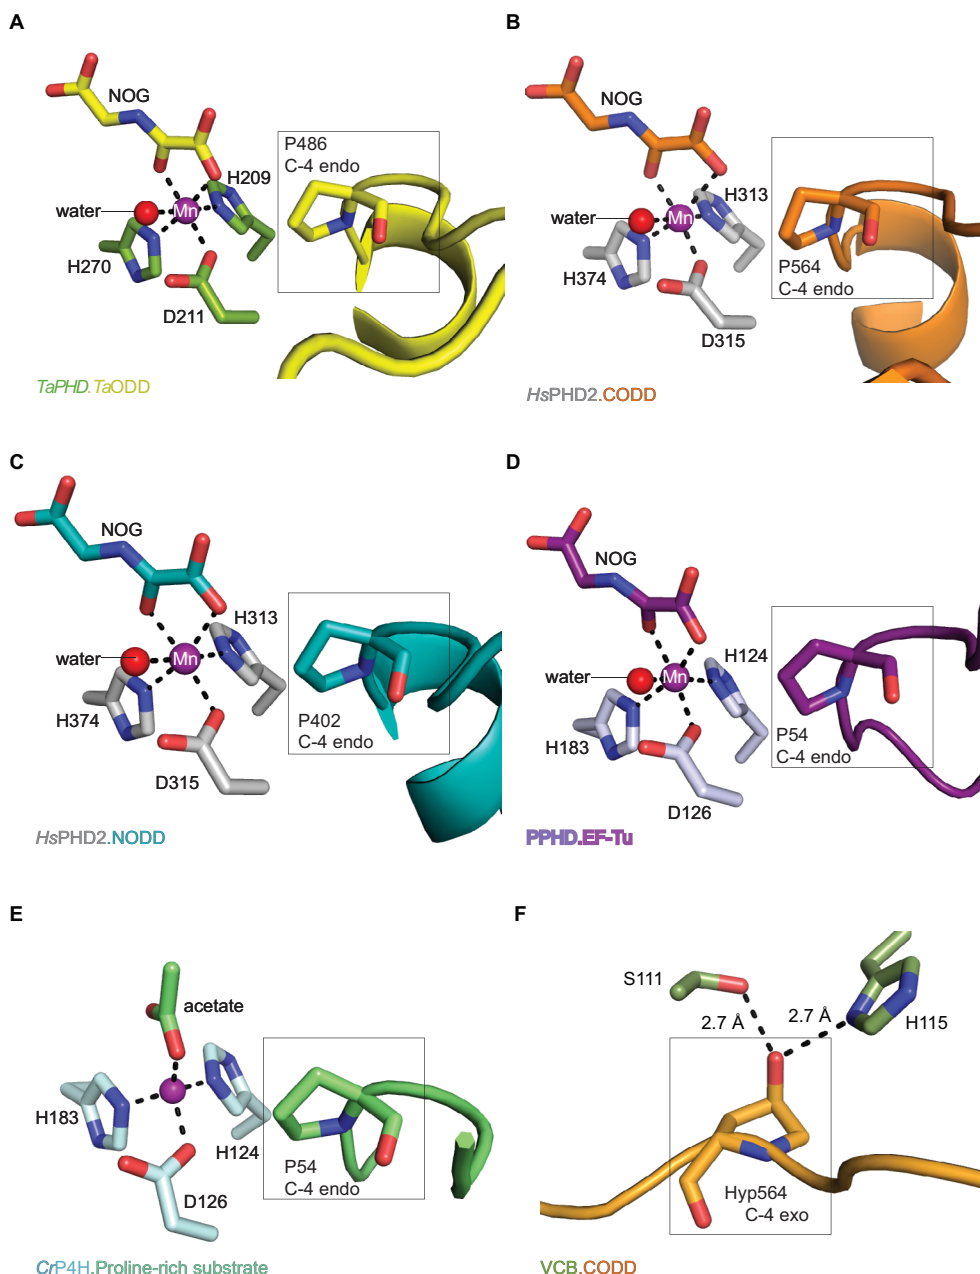 A
NOG
P486
C-4 endo
H209
water
Mn
H270
D211
TaPHD.TaODD
B
NOG
H313
water
Mn
H374
P564
C-4 endo
D315
HsPHD2.CODD
C
NOG
H313
water
Mn
H374
P402
C-4 endo
D315
HsPHD2.NODD
D
NOG
H124
water
Mn
H183
P54
C-4 endo
D126
PPHD.EF-Tu
E
acetate
H183
H124
P54
C-4 endo
D126
CrP4H.Proline-rich substrate
F
S111
2.7 Å
2.7 Å
H115
Hyp564
C-4 exo
VCB.CODD